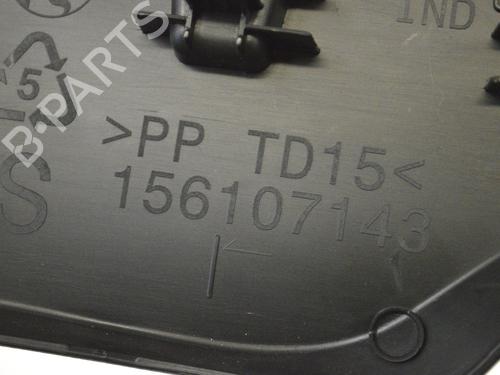 IND
5
>PP TD15<
156107143
S
B-PARTS